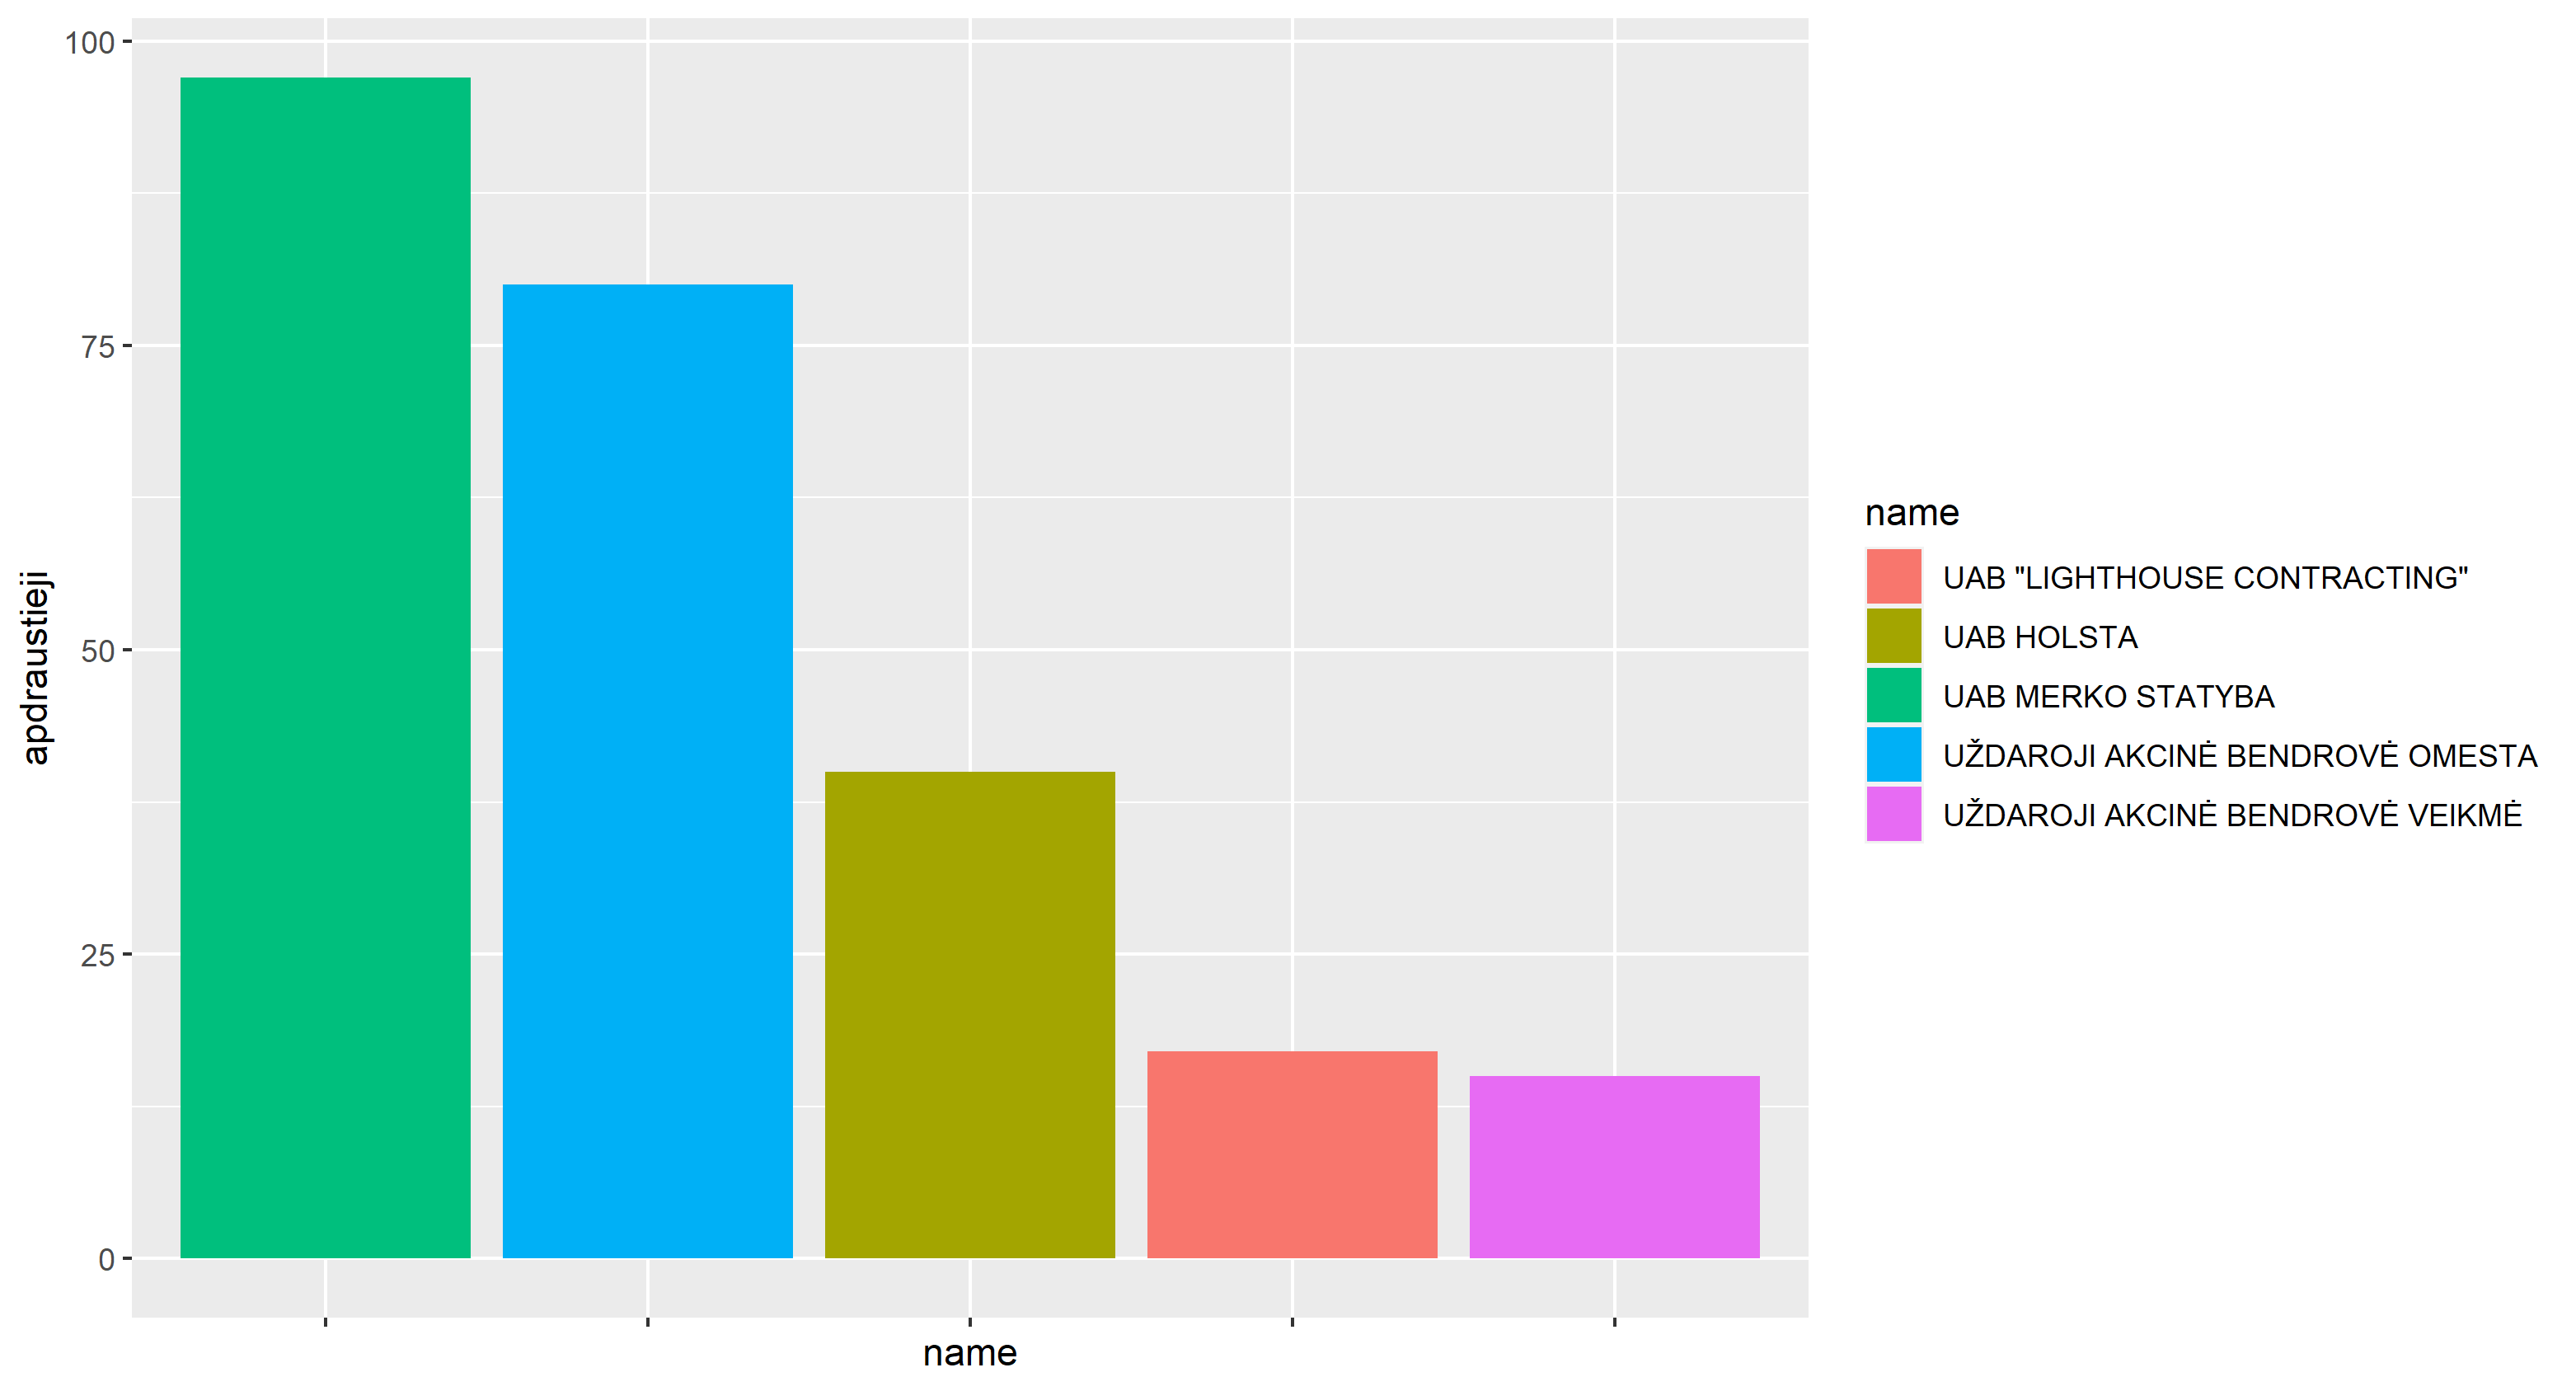 100
75
50
25
0
apdraustieji
name
name
UAB "LIGHTHOUSE CONTRACTING"
UAB HOLSTA
UAB MERKO STATYBA
UŽDAROJI AKCINĖ BENDROVĖ OMESTA
UŽDAROJI AKCINĖ BENDROVĖ VEIKMĖ